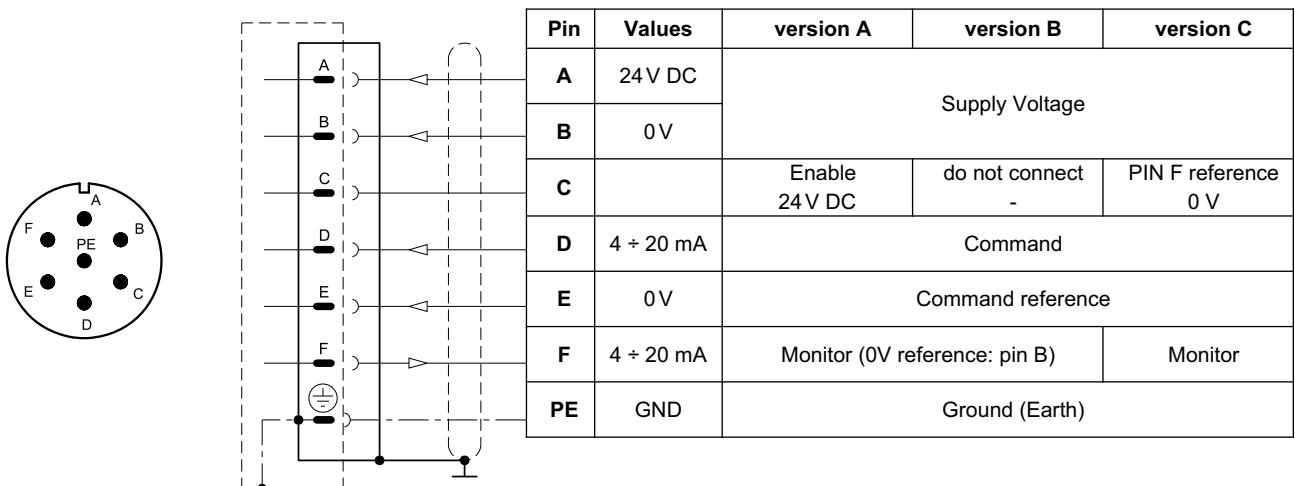 A
F
B
PE
E
C
D
A
B
C
D
E
F
Pin Values version A version B version C
A 24 V DC
Supply Voltage
B 0 V
C Enable do not connect PIN F reference
24 V DC - 0 V
D 4 ÷ 20 mA Command
E 0 V Command reference
F 4 ÷ 20 mA Monitor (0V reference: pin B) Monitor
PE GND Ground (Earth)